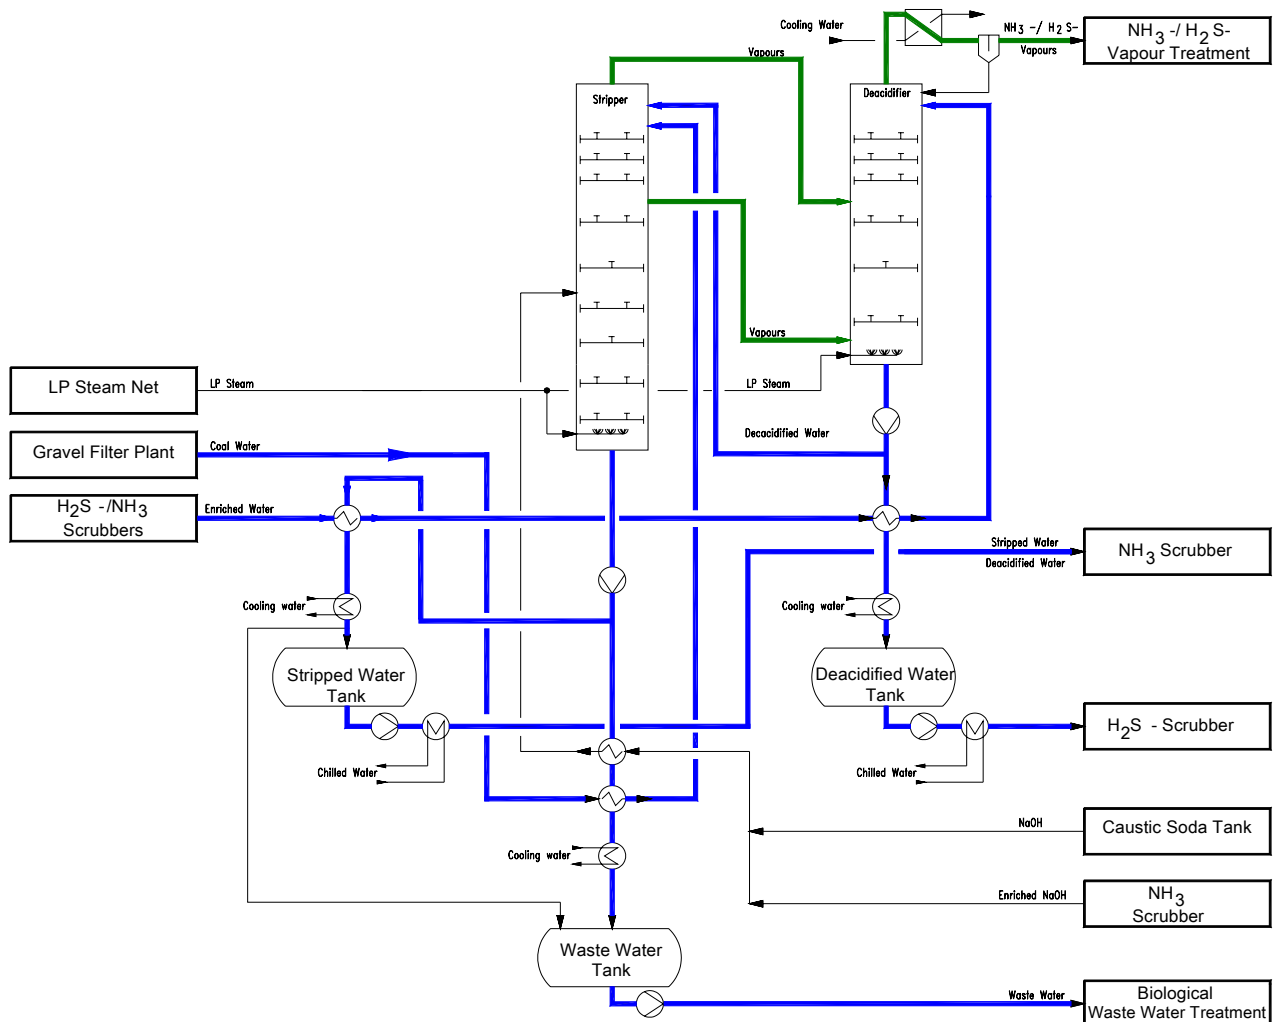 Cooling Water
NH3 -/ H2 S-
Vapours
NH3 -/ H2 S-
Vapour Treatment
Vapours
Stripper
Deacidifier
Vapours
LP Steam Net
LP Steam
LP Steam
Gravel Filter Plant
Coal Water
Decacidified Water
H2S -/NH3
Scrubbers
Enriched Water
Stripped Water
Deacidified Water
NH3 Scrubber
Cooling water
Cooling water
Stripped Water
Tank
Deacidified Water
Tank
H2S - Scrubber
Chilled Water
Chilled Water
NaOH
Caustic Soda Tank
Cooling water
Enriched NaOH
NH3
Scrubber
Waste Water
Tank
Waste Water
Biological
Waste Water Treatment